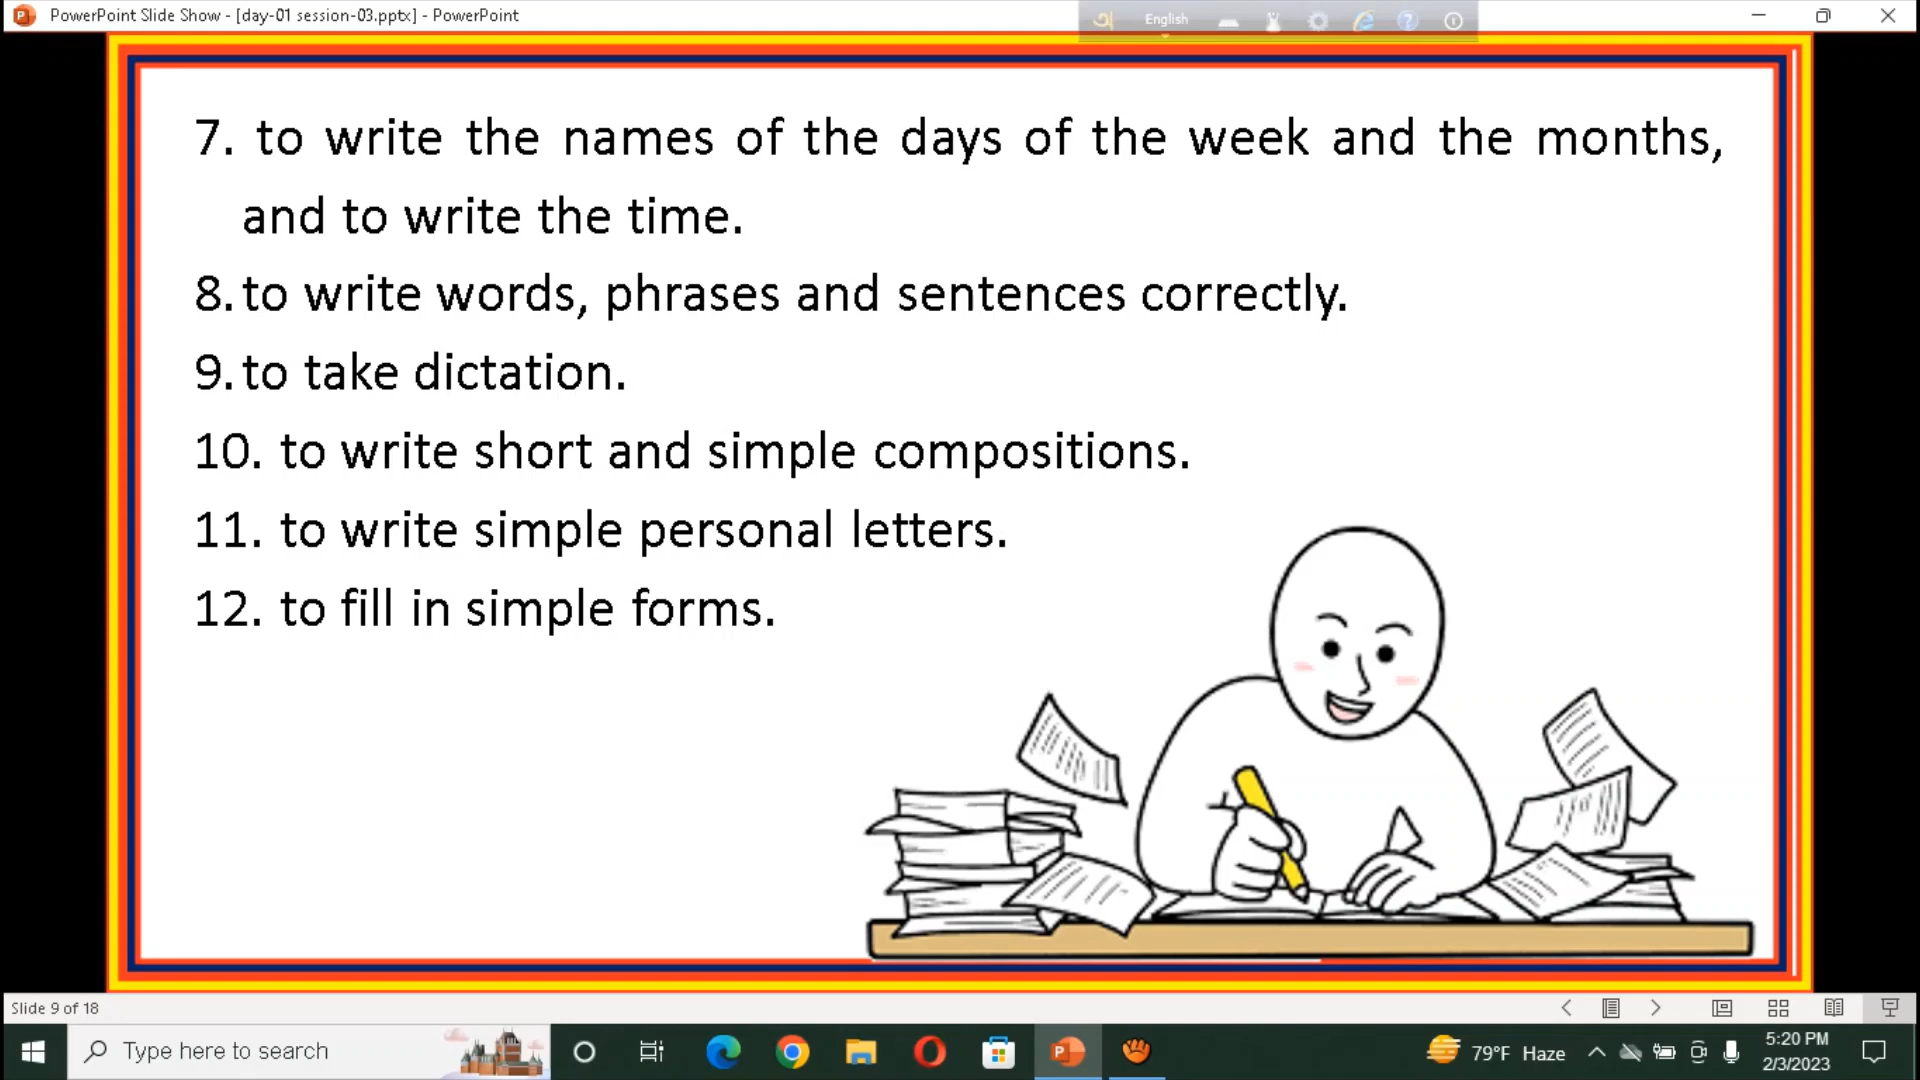 PowerPoint Slide Show - [day-01 session-03.pptx] - PowerPoint
English
7. to write the names of the days of the week and the months,
and to write the time.
8. to write words, phrases and sentences correctly.
9. to take dictation.
10. to write short and simple compositions.
11. to write simple personal letters.
12. to fill in simple forms.
Slide 9 of 18
Type here to search
79°F Haze
5:20 PM
2/3/2023